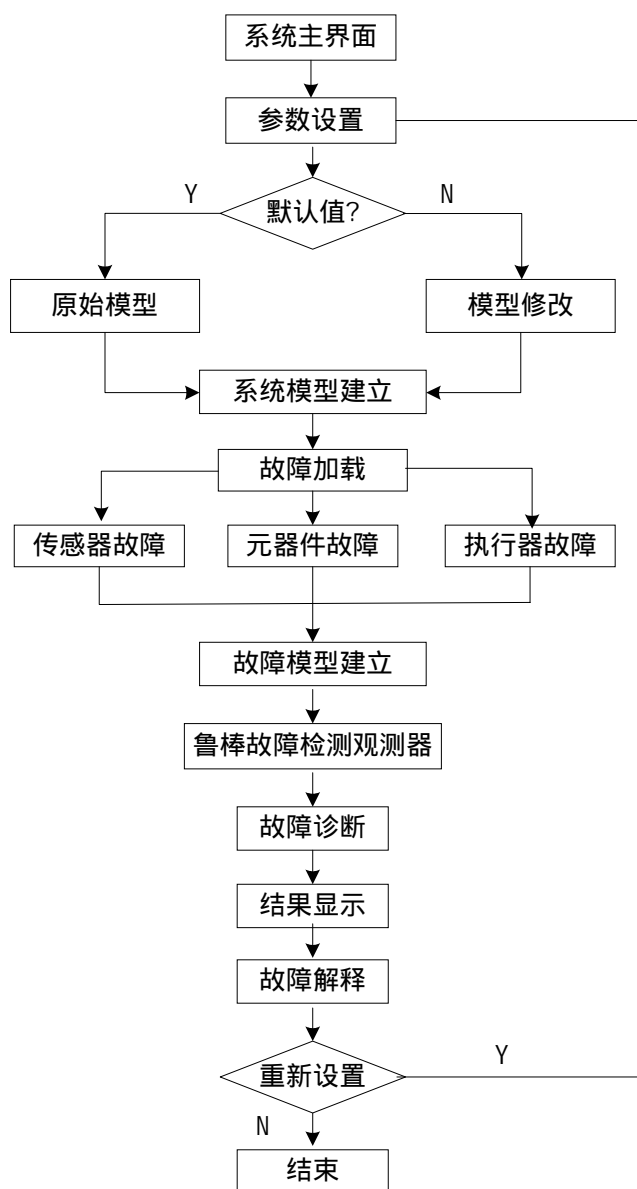 系统主界面
参数设置
Y
N
默认值?
原始模型
模型修改
系统模型建立
故障加载
传感器故障
元器件故障
执行器故障
故障模型建立
鲁棒故障检测观测器
故障诊断
结果显示
故障解释
重新设置
Y
N
结束